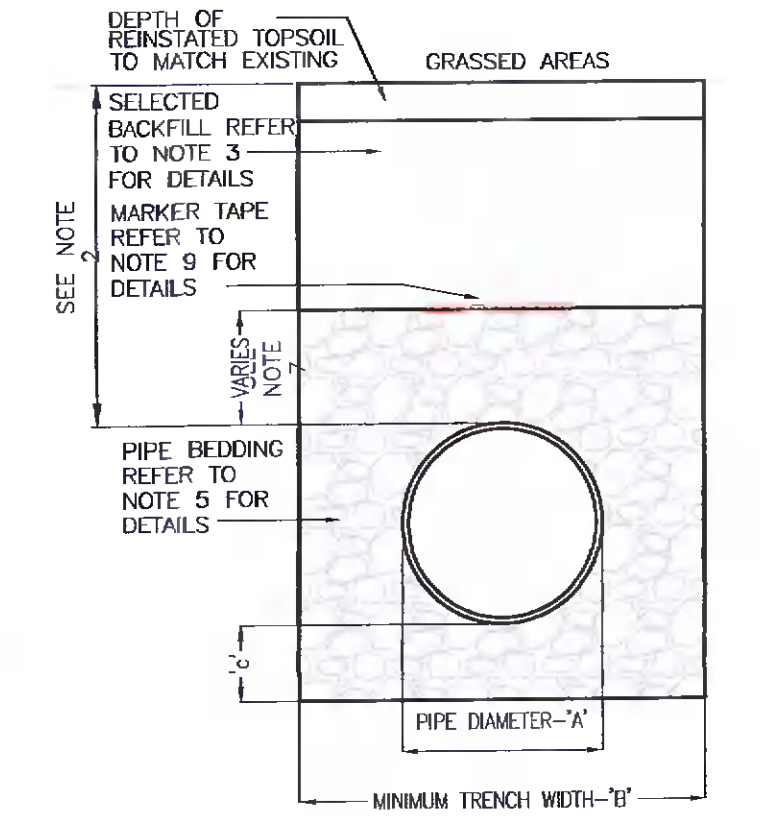 DEPTH OF
REINSTATED TOPSOIL
TO MATCH EXISTING
GRASSED AREAS
SELECTED
BACKFILL REFER
TO NOTE 3
FOR DETAILS
MARKER TAPE
REFER TO
NOTE 9 FOR
DETAILS
SEE NOTE
2
VARIES
SEE
NOTE
7
PIPE BEDDING
REFER TO
NOTE 5 FOR
DETAILS
'c'
PIPE DIAMETER-'A'
MINIMUM TRENCH WIDTH-'B'